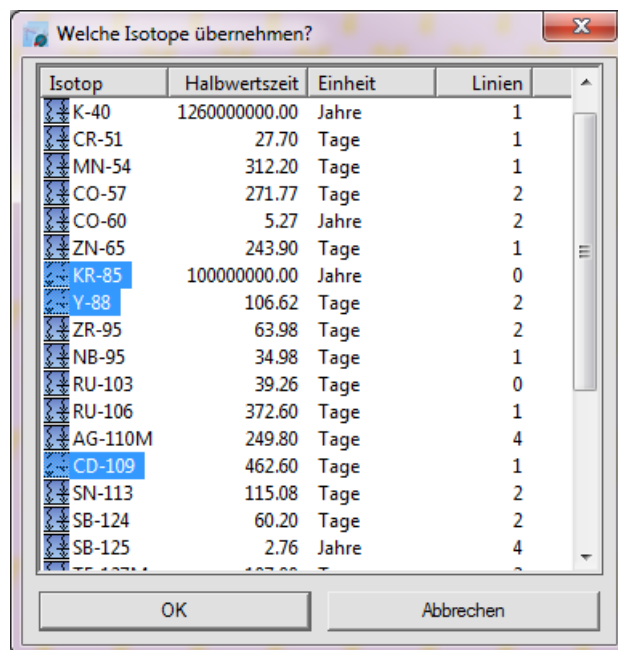 Welche Isotope übernehmen?
Isotop Halbwertszeit Einheit Linien
K-40 1260000000.00 Jahre 1
CR-51 27.70 Tage 1
MN-54 312.20 Tage 1
CO-57 271.77 Tage 2
CO-60 5.27 Jahre 2
ZN-65 243.90 Tage 1
KR-85 100000000.00 Jahre 0
Y-88 106.62 Tage 2
ZR-95 63.98 Tage 2
NB-95 34.98 Tage 1
RU-103 39.26 Tage 0
RU-106 372.60 Tage 1
AG-110M 249.80 Tage 4
CD-109 462.60 Tage 1
SN-113 115.08 Tage 2
SB-124 60.20 Tage 2
SB-125 2.76 Jahre 4
OK Abbrechen